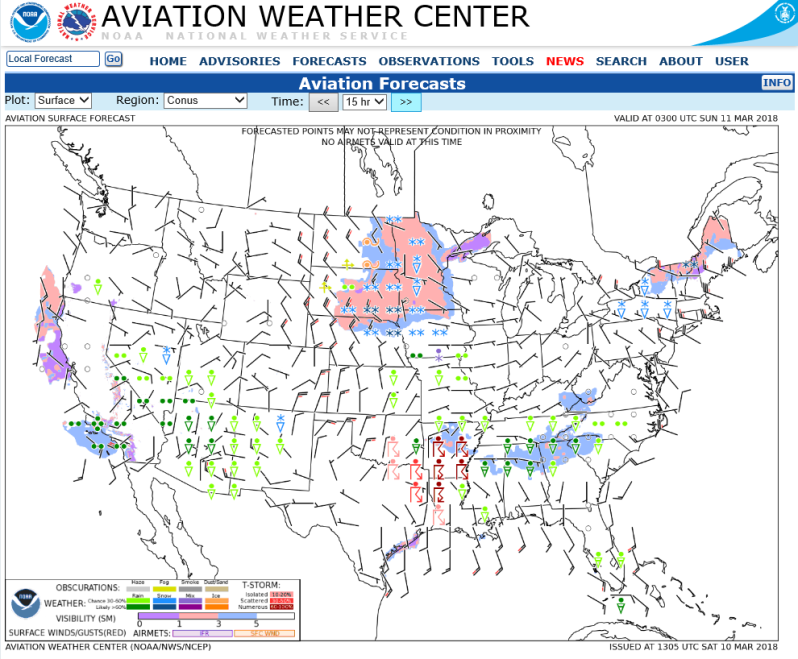 AVIATION WEATHER CENTER
NOAA NATIONAL WEATHER SERVICE
Local Forecast Go HOME ADVISORIES FORECASTS OBSERVATIONS TOOLS NEWS SEARCH ABOUT USER
Aviation Forecasts INFO
Plot: Surface Region: Conus Time: << 15 hr >>
AVIATION SURFACE FORECAST VALID AT 0300 UTC SUN 11 MAR 2018
FORECASTED POINTS MAY NOT REPRESENT CONDITION IN PROXIMITY
NO AIRMETS VALID AT THIS TIME
Haze Fog Smoke Dust/Sand
OBSCURATIONS: T-STORM:
Rain Snow Mix Ice Isolated 10-20%
WEATHER: Chance 30-60% Scattered
Likely >60% Numerous
VISIBILITY (SM)
0 1 3 5
SURFACE WINDS/GUSTS(RED) AIRMETS: IFR SFC WND
AVIATION WEATHER CENTER (NOAA/NWS/NCEP) ISSUED AT 1305 UTC SAT 10 MAR 2018